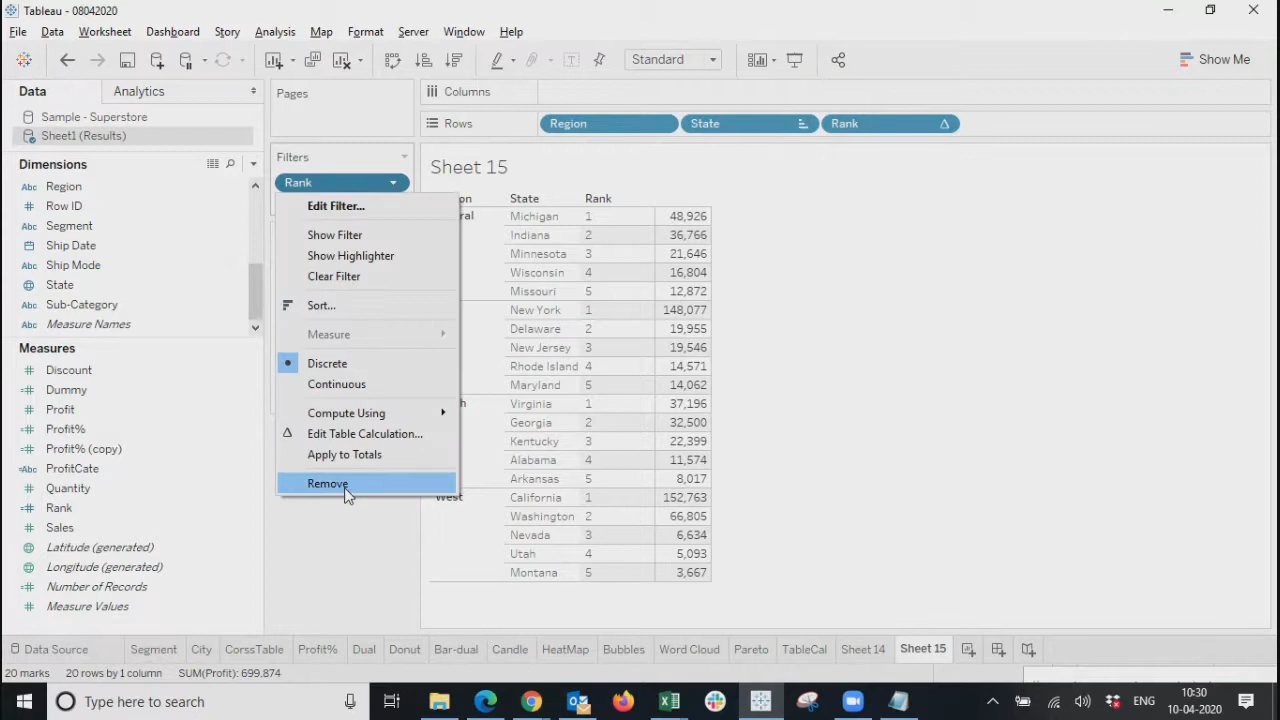 Tableau - 08042020
File Data Worksheet Dashboard Story Analysis Map Format Server Window Help
Standard
Show Me
Data Analytics
Sample - Superstore
Sheet1 (Results)
Dimensions
Abc Region
# Row ID
Abc Segment
Ship Date
Abc Ship Mode
State
Abc Sub-Category
Abc Measure Names
Measures
# Discount
=# Dummy
# Profit
=# Profit%
=# Profit% (copy)
=Abc ProfitCate
# Quantity
=# Rank
# Sales
Latitude (generated)
Longitude (generated)
=# Number of Records
# Measure Values
Pages
Filters
Rank
Edit Filter...
Show Filter
Show Highlighter
Clear Filter
Sort...
Measure
Discrete
Continuous
Compute Using
Edit Table Calculation...
Apply to Totals
Remove
Columns
Rows Region State Rank
Sheet 15
State Rank
Michigan 1 48,926
Indiana 2 36,766
Minnesota 3 21,646
Wisconsin 4 16,804
Missouri 5 12,872
New York 1 148,077
Delaware 2 19,955
New Jersey 3 19,546
Rhode Island 4 14,571
Maryland 5 14,062
Virginia 1 37,196
Georgia 2 32,500
Kentucky 3 22,399
Alabama 4 11,574
Arkansas 5 8,017
West California 1 152,763
Washington 2 66,805
Nevada 3 6,634
Utah 4 5,093
Montana 5 3,667
Data Source Segment City CorssTable Profit% Dual Donut Bar-dual Candle HeatMap Bubbles Word Cloud Pareto TableCal Sheet 14 Sheet 15
20 marks 20 rows by 1 column SUM(Profit): 699.874
Type here to search
ENG
10:30
10-04-2020